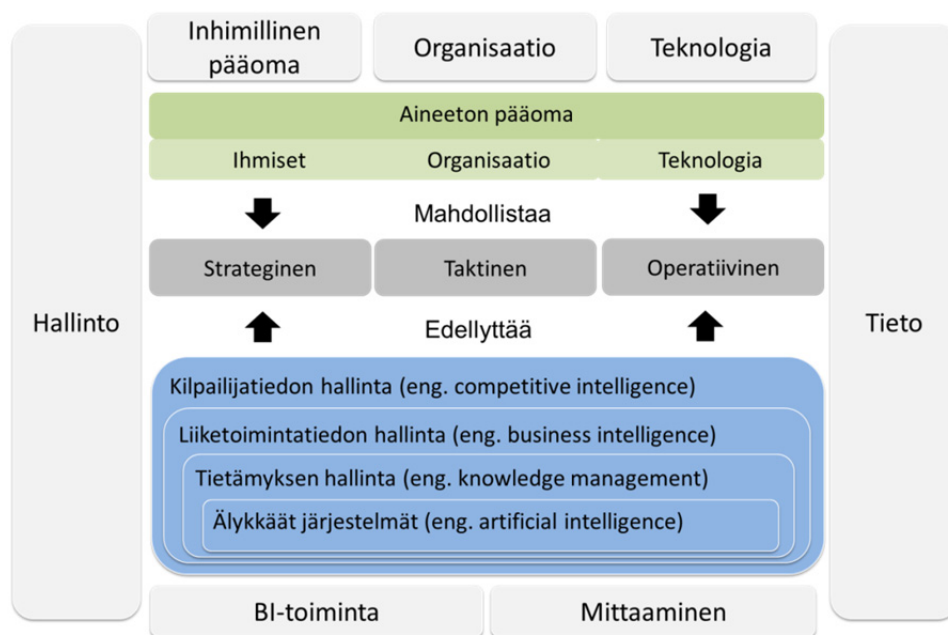 Inhimillinen
pääoma
Organisaatio
Teknologia
Aineeton pääoma
Ihmiset
Organisaatio
Teknologia
Mahdollistaa
Strateginen
Taktinen
Operatiivinen
Hallinto
Edellyttää
Tieto
Kilpailijatiedon hallinta (eng. competitive intelligence)
Liiketoimintatiedon hallinta (eng. business intelligence)
Tietämyksen hallinta (eng. knowledge management)
Älykkäät järjestelmät (eng. artificial intelligence)
BI-toiminta
Mittaaminen